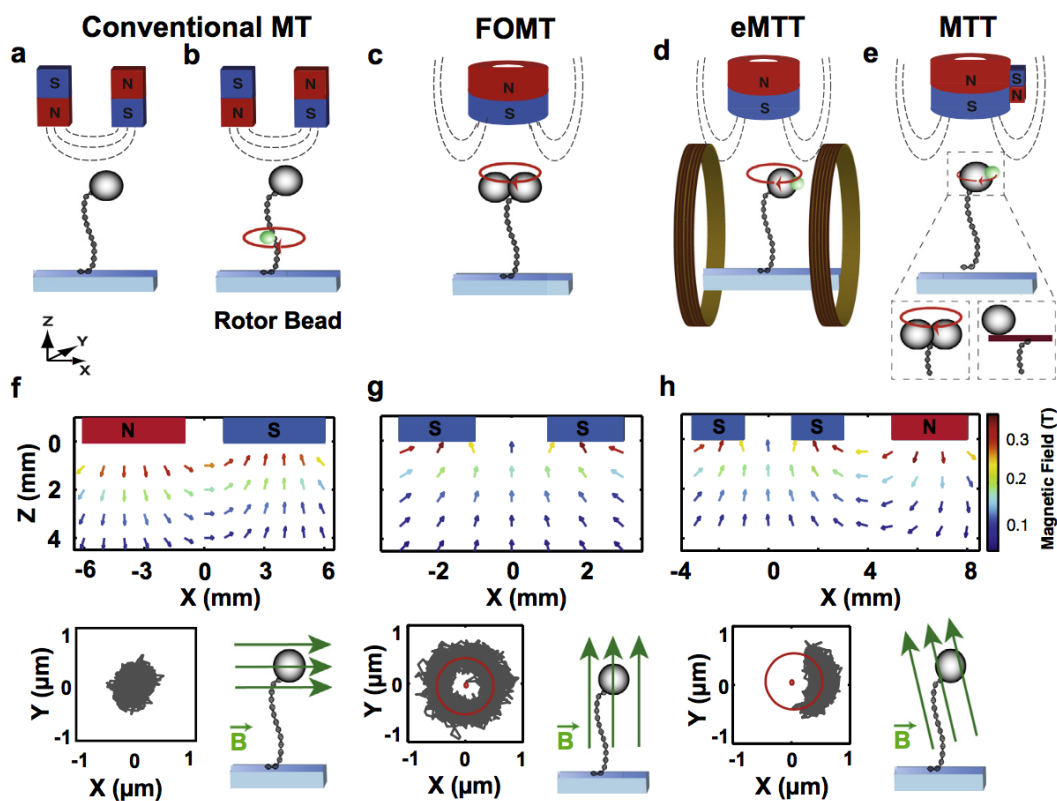 Conventional MT
FOMT
eMTT
MTT
a
b
c
d
e
S
N
N
S
S
N
N
S
N
S
N
S
N
S
S
N
Rotor Bead
Z
Y
X
f
g
h
N
S
S
S
S
S
N
Z (mm)
0
2
4
-6
-3
0
3
6
X (mm)
-2
0
2
X (mm)
-4
0
4
8
X (mm)
0.3
0.2
0.1
Magnetic Field (T)
Y (µm)
1
0
-1
-1
0
1
X (µm)
B
Y (µm)
1
0
-1
-1
0
1
X (µm)
B
Y (µm)
1
0
-1
-1
0
1
X (µm)
B